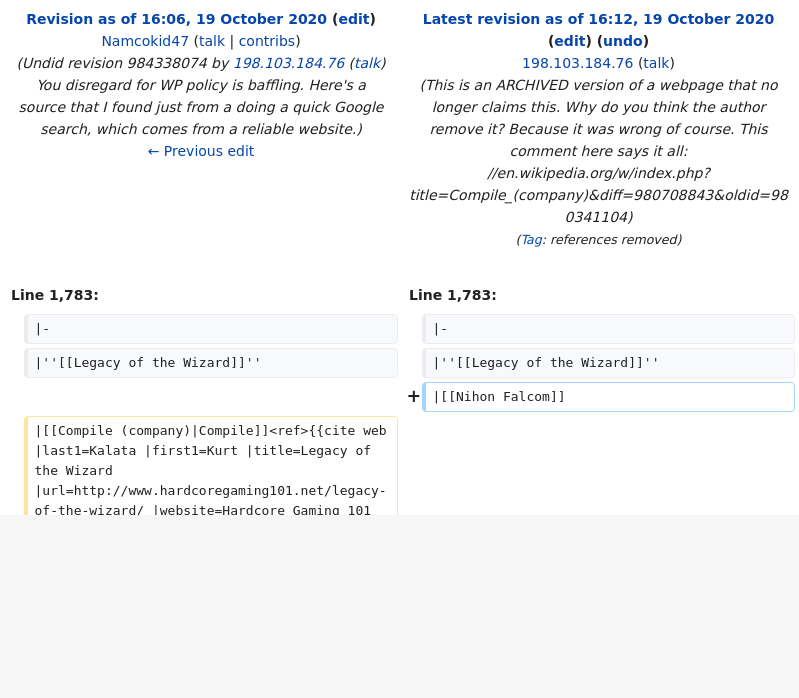 Revision as of 16:06, 19 October 2020 (edit)
Namcokid47 (talk | contribs)
(Undid revision 984338074 by 198.103.184.76 (talk)
You disregard for WP policy is baffling. Here's a
source that I found just from a doing a quick Google
search, which comes from a reliable website.)
← Previous edit
Latest revision as of 16:12, 19 October 2020
(edit) (undo)
198.103.184.76 (talk)
(This is an ARCHIVED version of a webpage that no
longer claims this. Why do you think the author
remove it? Because it was wrong of course. This
comment here says it all:
//en.wikipedia.org/w/index.php?
title=Compile_(company)&diff=980708843&oldid=98
0341104)
(Tag: references removed)
Line 1,783:
Line 1,783:
|-
|-
|''[[Legacy of the Wizard]]''
|''[[Legacy of the Wizard]]''
+ |[[Nihon Falcom]]
|[[Compile (company)|Compile]]<ref>{{cite web
|last1=Kalata |first1=Kurt |title=Legacy of
the Wizard
|url=http://www.hardcoregaming101.net/legacy-
of-the-wizard/ |website=Hardcore Gaming 101